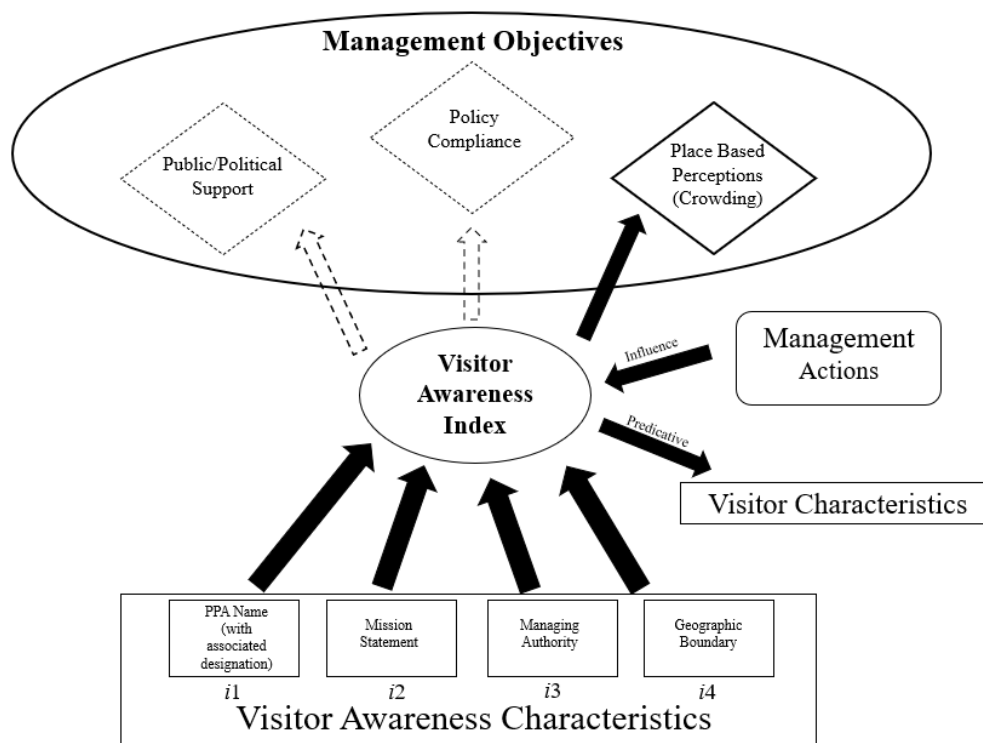 Management Objectives
Public/Political
Support
Policy
Compliance
Place Based
Perceptions
(Crowding)
Visitor
Awareness
Index
Influence
Management
Actions
Predicative
Visitor Characteristics
PPA Name
(with
associated
designation)
Mission
Statement
Managing
Authority
Geographic
Boundary
i1
i2
i3
i4
Visitor Awareness Characteristics